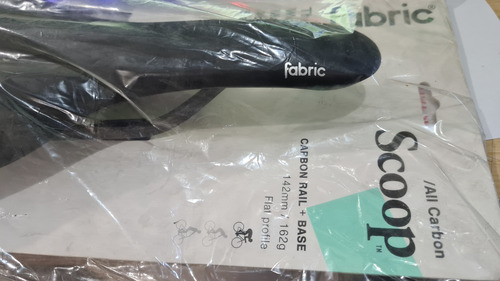 fabric
fabric
Scoop™
/All Carbon
CARBON RAIL + BASE
142mm / 162g
Flat profile